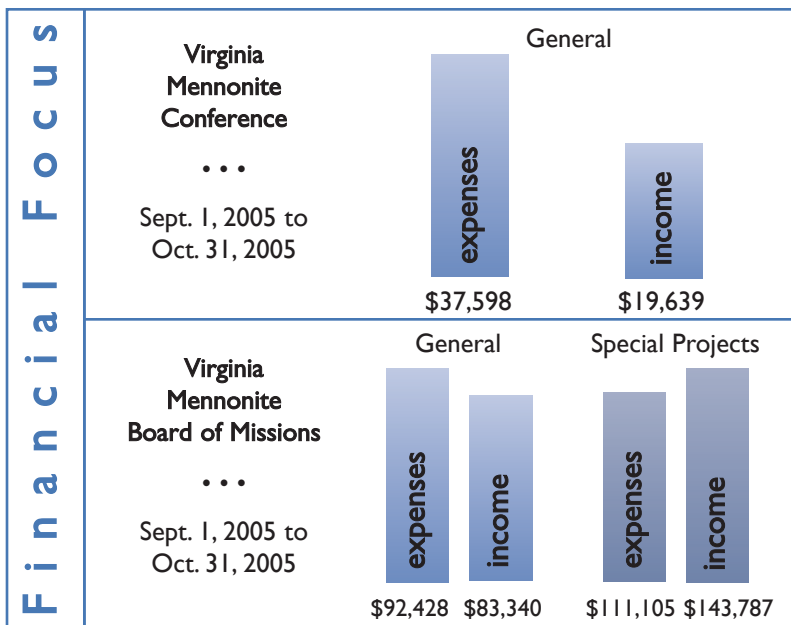 Financial Focus
Virginia
Mennonite
Conference
...
Sept. 1, 2005 to
Oct. 31, 2005
General
expenses
income
$37,598
$19,639
Virginia
Mennonite
Board of Missions
...
Sept. 1, 2005 to
Oct. 31, 2005
General
expenses
income
$92,428
$83,340
Special Projects
expenses
income
$111,105
$143,787